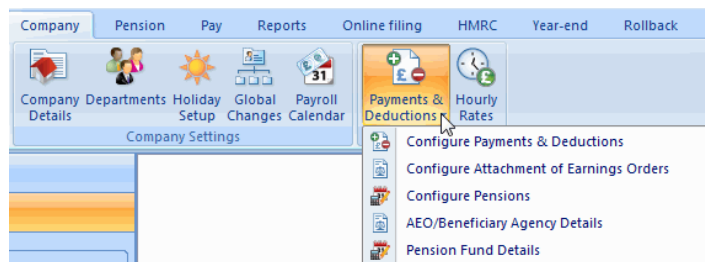 Company Pension Pay Reports Online filing HMRC Year-end Rollback
31
Company Departments Holiday Global Payroll Payments & Hourly
Details Setup Changes Calendar Deductions Rates
Company Settings
Configure Payments & Deductions
Configure Attachment of Earnings Orders
Configure Pensions
AEO/Beneficiary Agency Details
Pension Fund Details